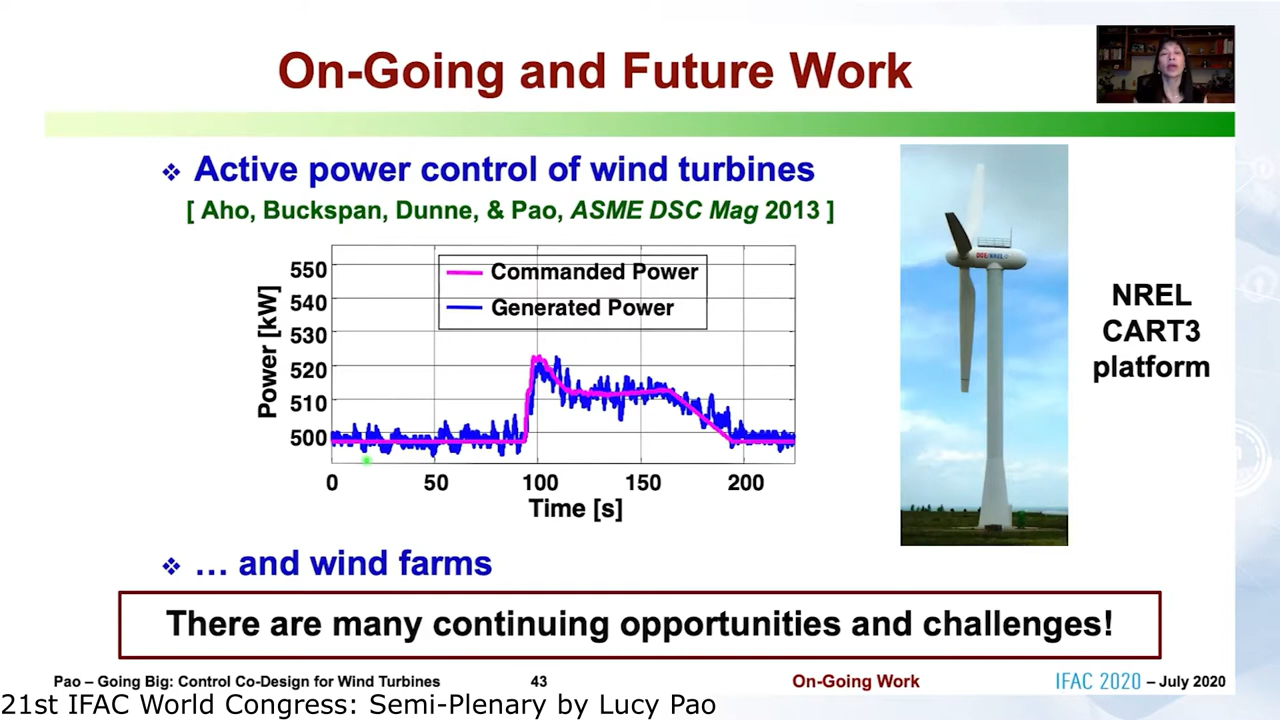 On-Going and Future Work
❖ Active power control of wind turbines
[ Aho, Buckspan, Dunne, & Pao, ASME DSC Mag 2013 ]
Power [kW]
550
540
530
520
510
500
Commanded Power
Generated Power
0 50 100 150 200
Time [s]
DOE/NREL
NREL
CART3
platform
❖ … and wind farms
There are many continuing opportunities and challenges!
Pao – Going Big: Control Co-Design for Wind Turbines 43 On-Going Work IFAC 2020 – July 2020
21st IFAC World Congress: Semi-Plenary by Lucy Pao